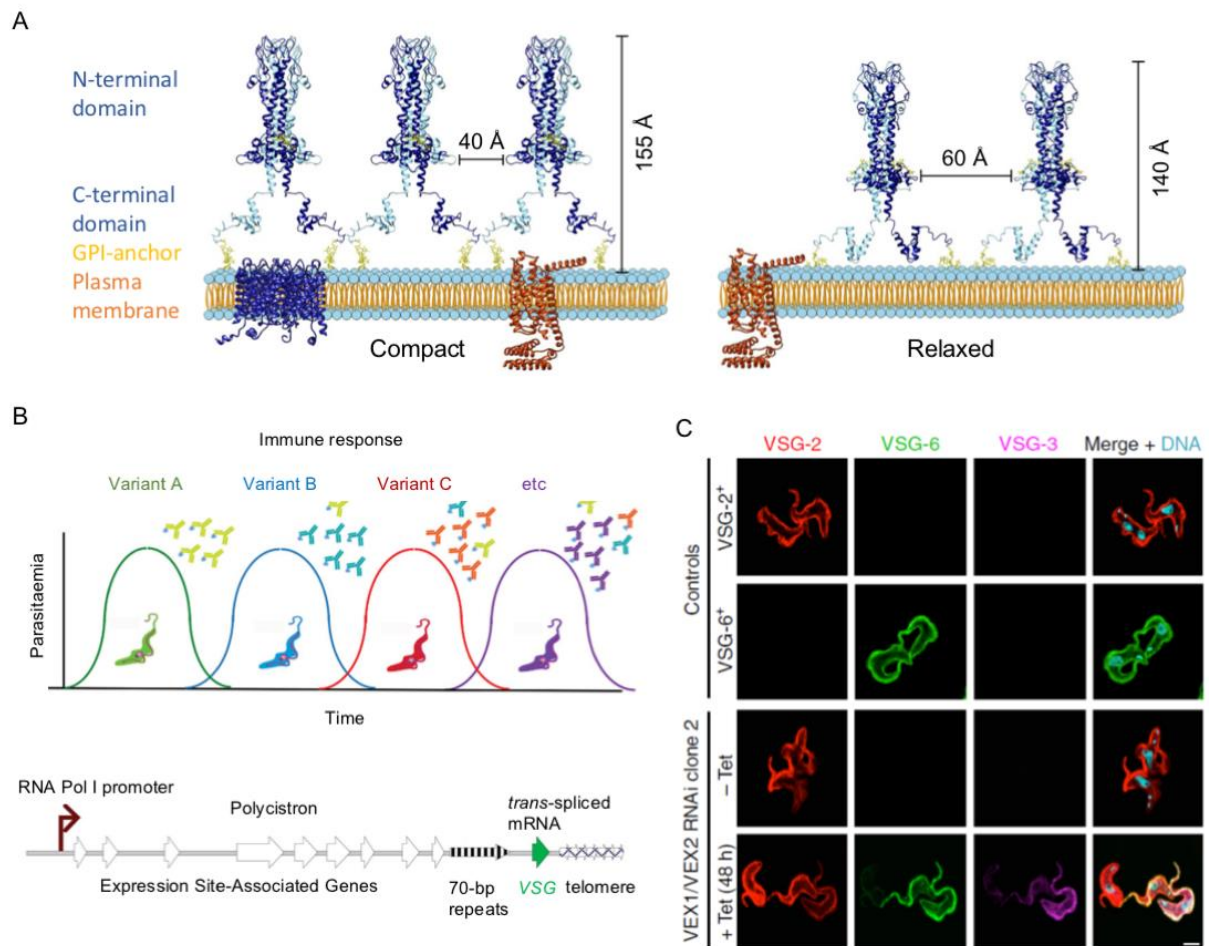 A
N-terminal
domain
C-terminal
domain
GPI-anchor
Plasma
membrane
40 Å
155 Å
Compact
60 Å
140 Å
Relaxed
B
Immune response
Variant A
Variant B
Variant C
etc
Parasitaemia
Time
RNA Pol I promoter
Polycistron
trans-spliced
mRNA
Expression Site-Associated Genes
70-bp
repeats
VSG
telomere
C
VSG-2
VSG-6
VSG-3
Merge + DNA
Controls
VSG-2⁺
VSG-6⁺
VEX1/VEX2 RNAi clone 2
– Tet
+ Tet (48 h)